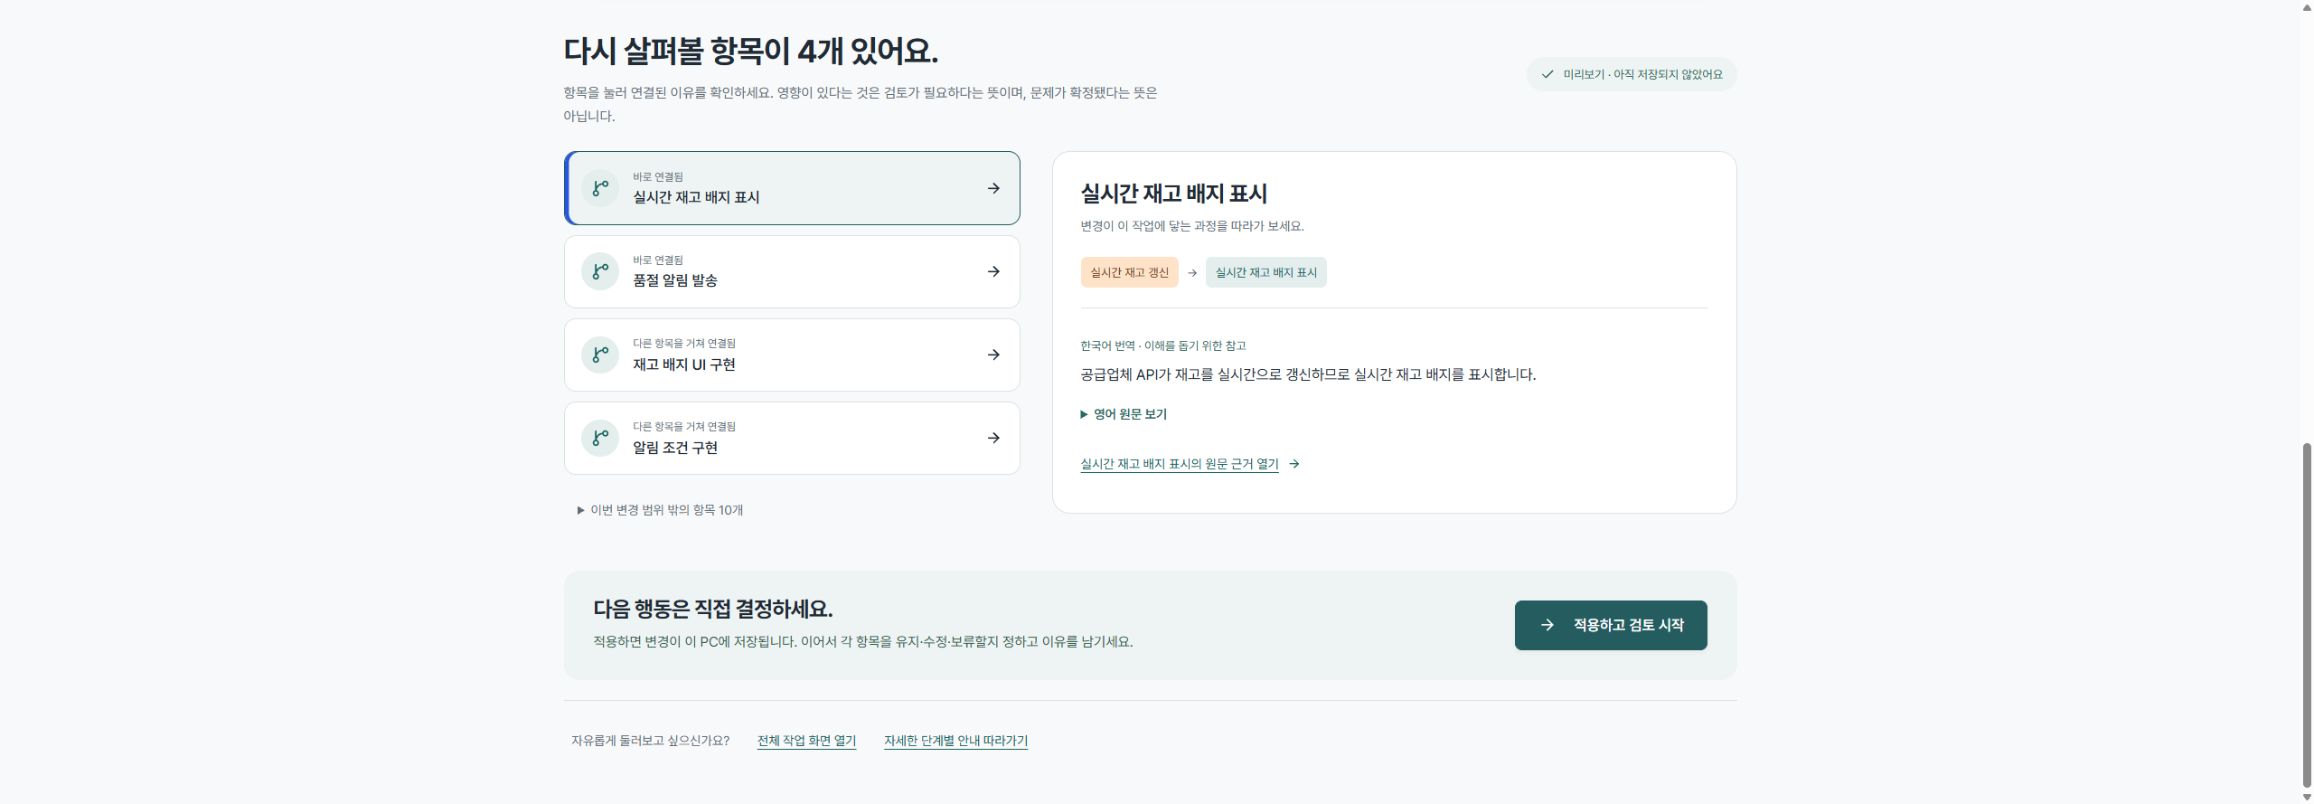 다시 살펴볼 항목이 4개 있어요.
항목을 눌러 연결된 이유를 확인하세요. 영향이 있다는 것은 검토가 필요하다는 뜻이며, 문제가 확정됐다는 뜻은
아닙니다.
미리보기 · 아직 저장되지 않았어요
바로 연결됨
실시간 재고 배지 표시
바로 연결됨
품절 알림 발송
다른 항목을 거쳐 연결됨
재고 배지 UI 구현
다른 항목을 거쳐 연결됨
알림 조건 구현
▶ 이번 변경 범위 밖의 항목 10개
실시간 재고 배지 표시
변경이 이 작업에 닿는 과정을 따라가 보세요.
실시간 재고 갱신 → 실시간 재고 배지 표시
한국어 번역 · 이해를 돕기 위한 참고
공급업체 API가 재고를 실시간으로 갱신하므로 실시간 재고 배지를 표시합니다.
▶ 영어 원문 보기
실시간 재고 배지 표시의 원문 근거 열기 →
다음 행동은 직접 결정하세요.
적용하면 변경이 이 PC에 저장됩니다. 이어서 각 항목을 유지·수정·보류할지 정하고 이유를 남기세요.
→ 적용하고 검토 시작
자유롭게 둘러보고 싶으신가요? 전체 작업 화면 열기 자세한 단계별 안내 따라가기